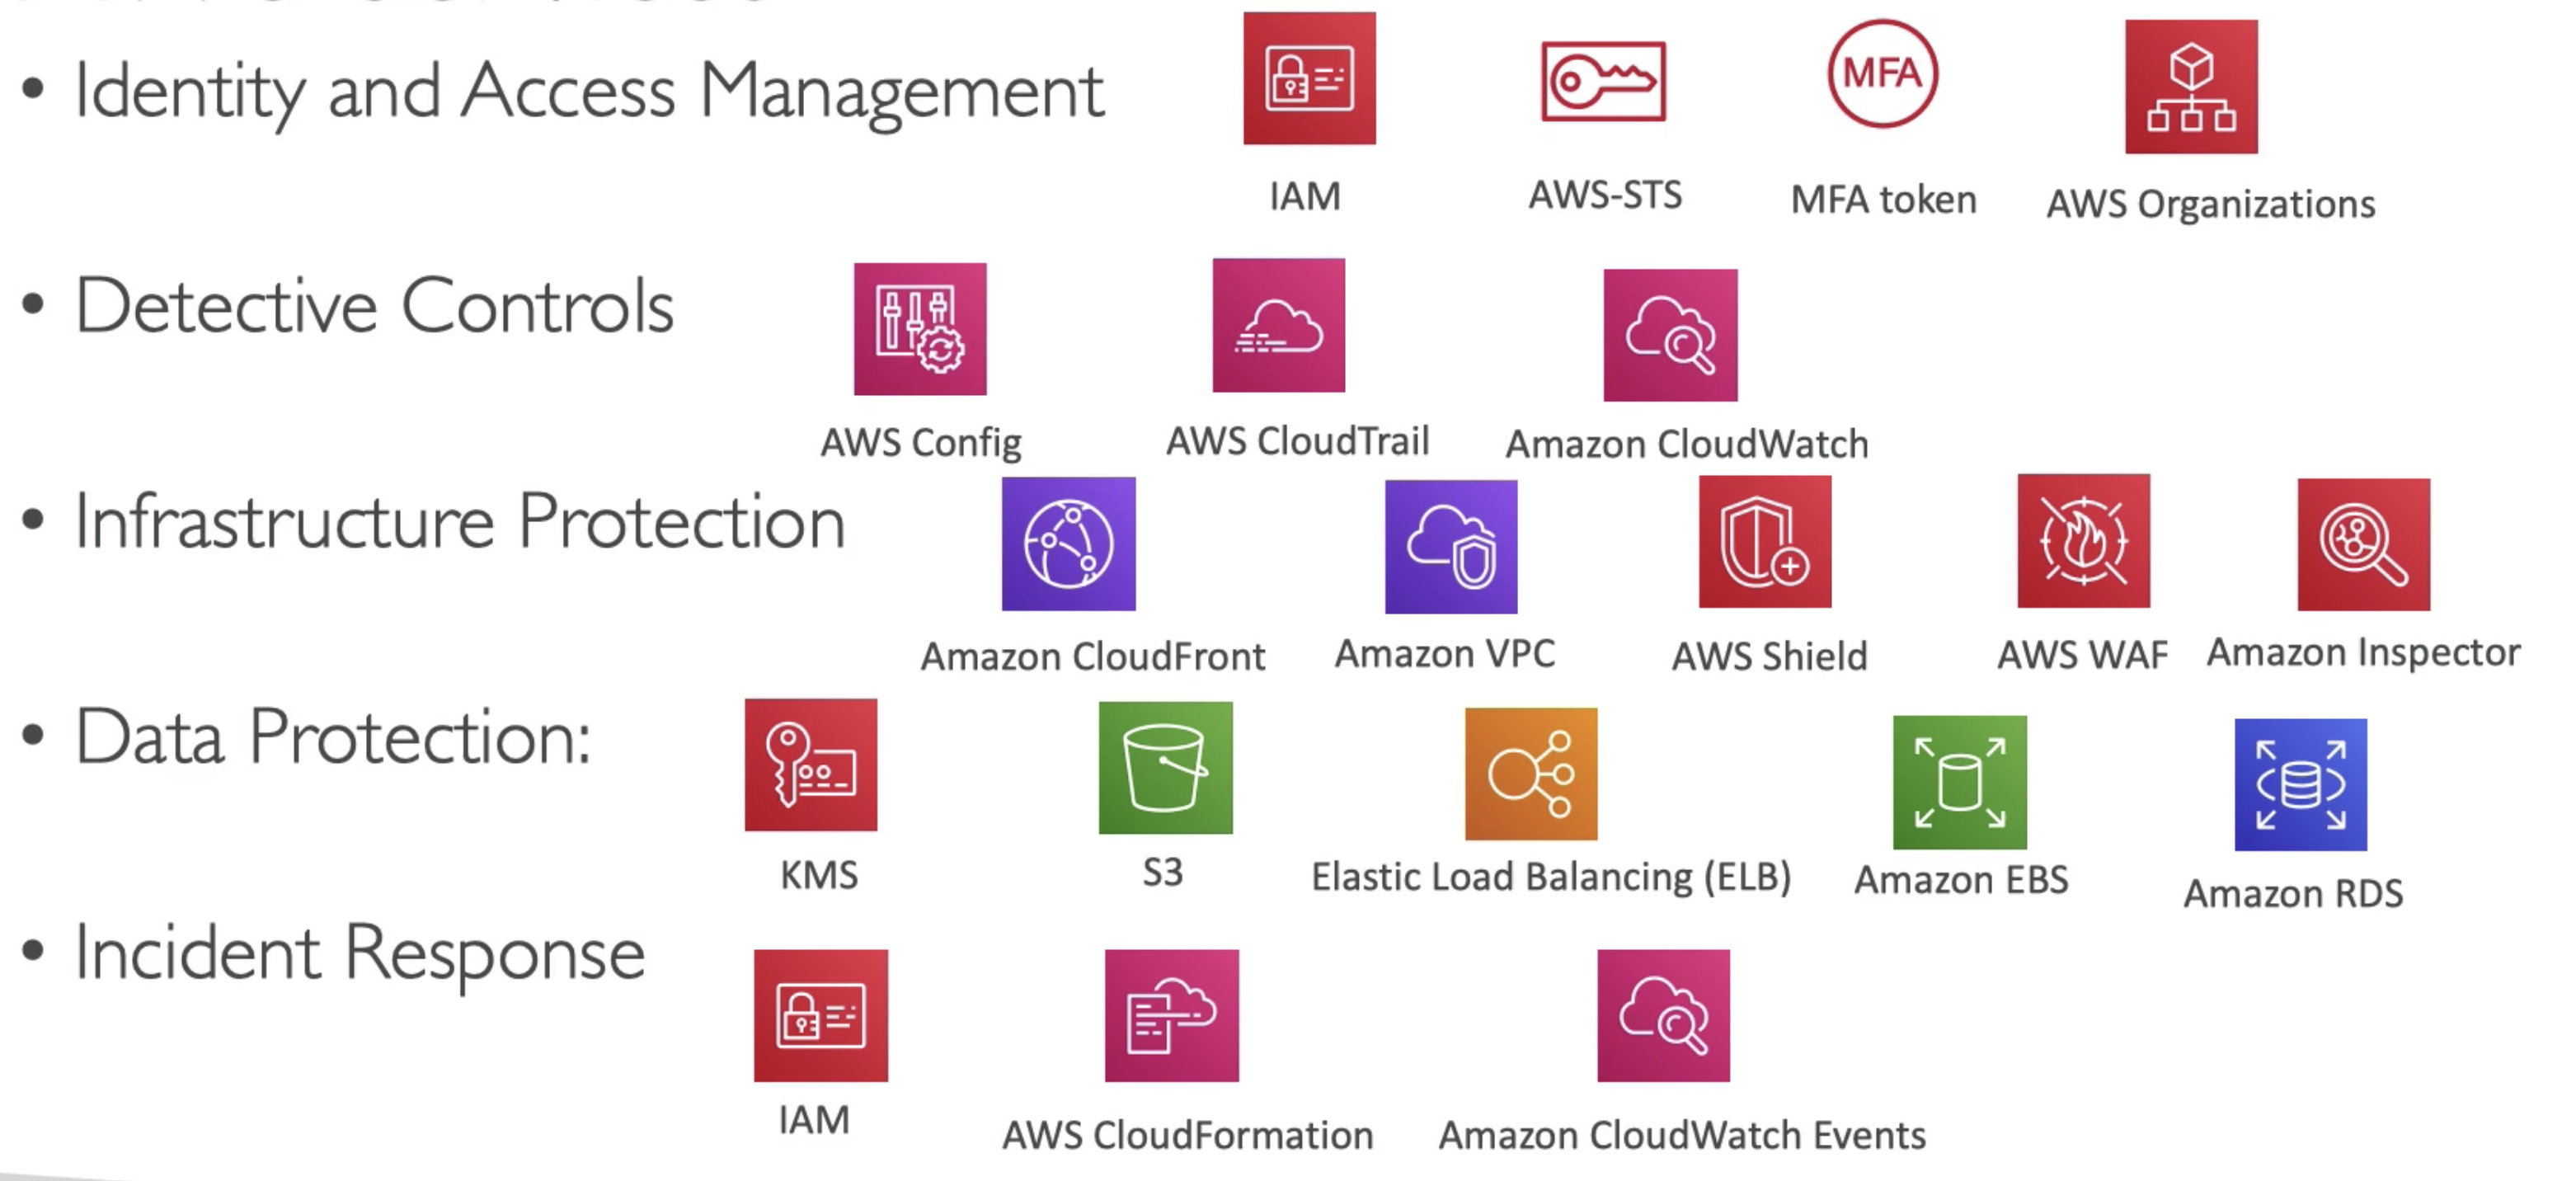 • Identity and Access Management
MFA
IAM AWS-STS MFA token AWS Organizations
• Detective Controls
AWS Config AWS CloudTrail Amazon CloudWatch
• Infrastructure Protection
Amazon CloudFront Amazon VPC AWS Shield AWS WAF Amazon Inspector
• Data Protection:
KMS S3 Elastic Load Balancing (ELB) Amazon EBS Amazon RDS
• Incident Response
IAM AWS CloudFormation Amazon CloudWatch Events